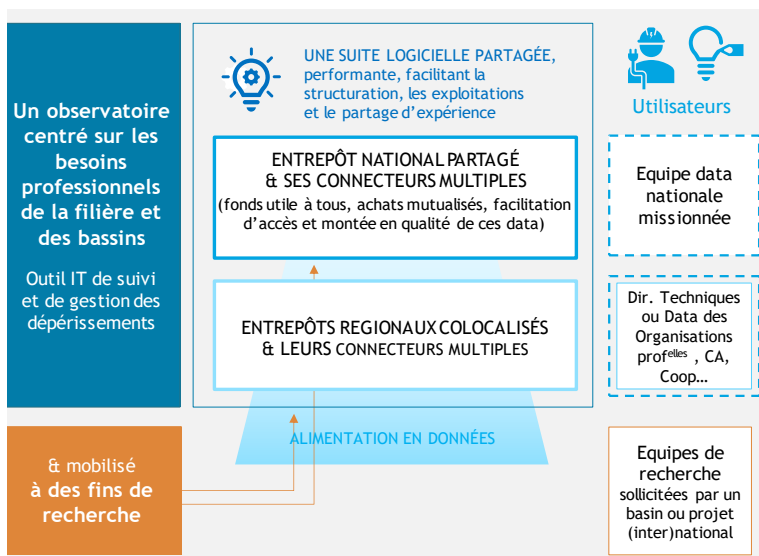 Un observatoire
centré sur les
besoins
professionnels
de la filière et
des bassins
Outil IT de suivi
et de gestion des
dépérissements
& mobilisé
à des fins de
recherche
UNE SUITE LOGICIELLE PARTAGÉE,
performante, facilitant la
structuration, les exploitations
et le partage d'expérience
ENTREPÔT NATIONAL PARTAGÉ
& SES CONNECTEURS MULTIPLES
(fonds utile à tous, achats mutualisés, facilitation
d'accès et montée en qualité de ces data)
ENTREPÔTS REGIONAUX COLOCALISÉS
& LEURS CONNECTEURS MULTIPLES
ALIMENTATION EN DONNÉES
Utilisateurs
Equipe data
nationale
missionnée
Dir. Techniques
ou Data des
Organisations
prof<sup>elles</sup> , CA,
Coop…
Equipes de
recherche
sollicitées par un
basin ou projet
(inter)national